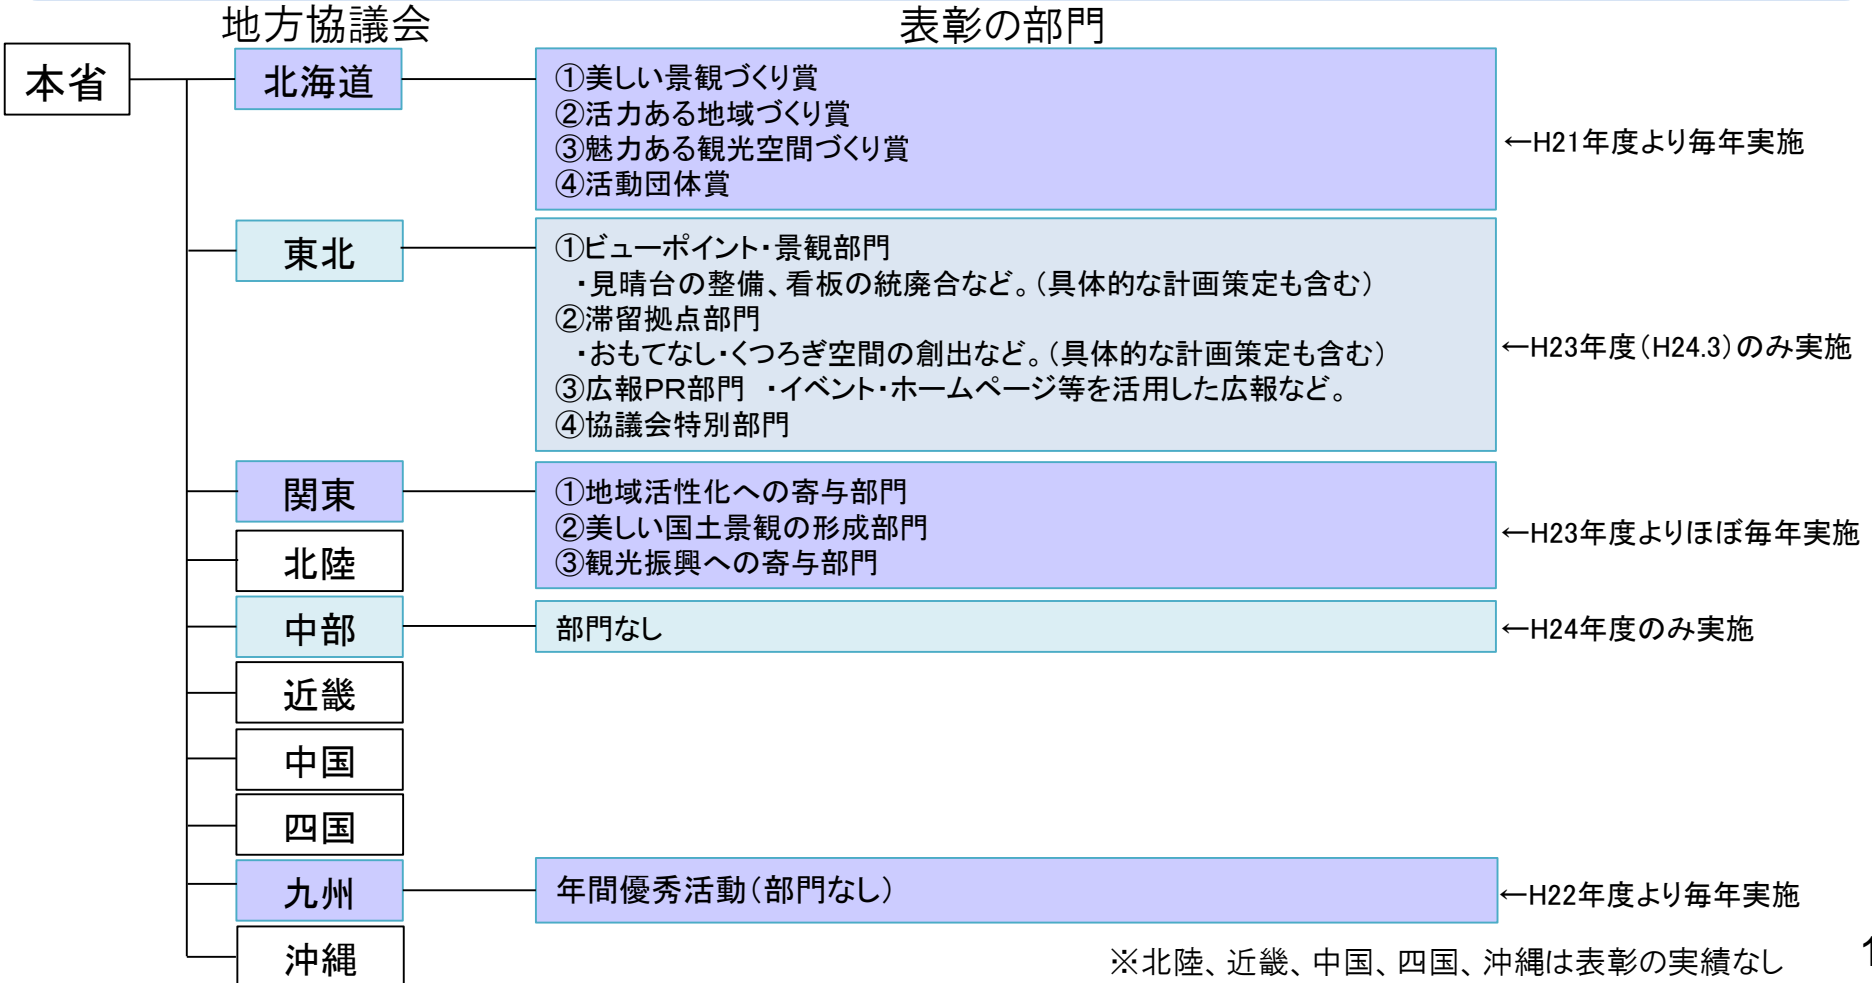 地方協議会
表彰の部門
本省
北海道
①美しい景観づくり賞
②活力ある地域づくり賞
③魅力ある観光空間づくり賞
④活動団体賞
←H21年度より毎年実施
東北
①ビューポイント・景観部門
・見晴台の整備、看板の統廃合など。（具体的な計画策定も含む）
②滞留拠点部門
・おもてなし・くつろぎ空間の創出など。（具体的な計画策定も含む）
③広報PR部門　・イベント・ホームページ等を活用した広報など。
④協議会特別部門
←H23年度（H24.3）のみ実施
関東
①地域活性化への寄与部門
②美しい国土景観の形成部門
③観光振興への寄与部門
←H23年度よりほぼ毎年実施
北陸
中部
部門なし
←H24年度のみ実施
近畿
中国
四国
九州
年間優秀活動（部門なし）
←H22年度より毎年実施
沖縄
※北陸、近畿、中国、四国、沖縄は表彰の実績なし